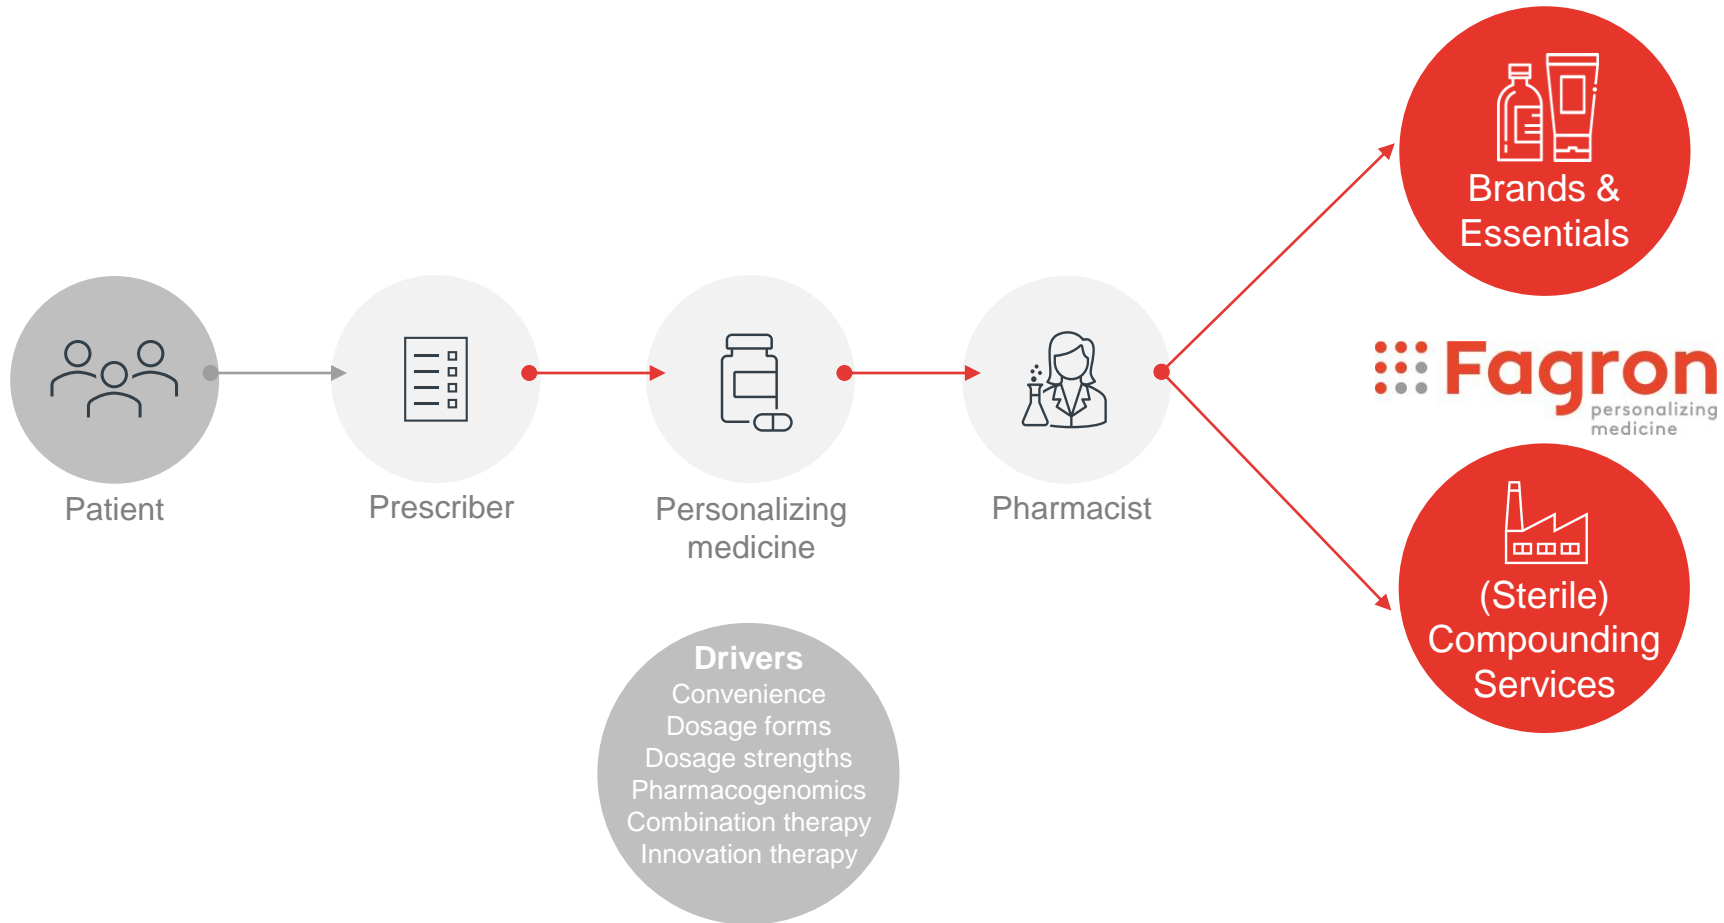 Patient
Prescriber
Personalizing
medicine
Pharmacist
Brands &
Essentials
Fagron
personalizing
medicine
(Sterile)
Compounding
Services
Drivers
Convenience
Dosage forms
Dosage strengths
Pharmacogenomics
Combination therapy
Innovation therapy